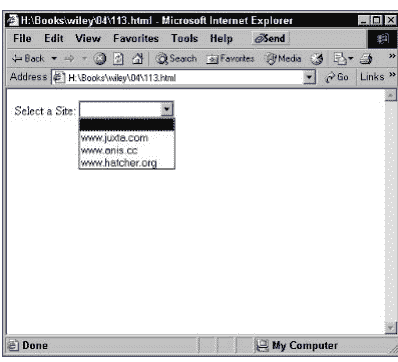 H:\Books\wiley\04\113.html - Microsoft Internet Explorer
File Edit View Favorites Tools Help Send
Back Search Favorites Media »
Address H:\Books\wiley\04\113.html Go Links »
Select a Site:
www.juxta.com
www.anis.cc
www.hatcher.org
Done My Computer